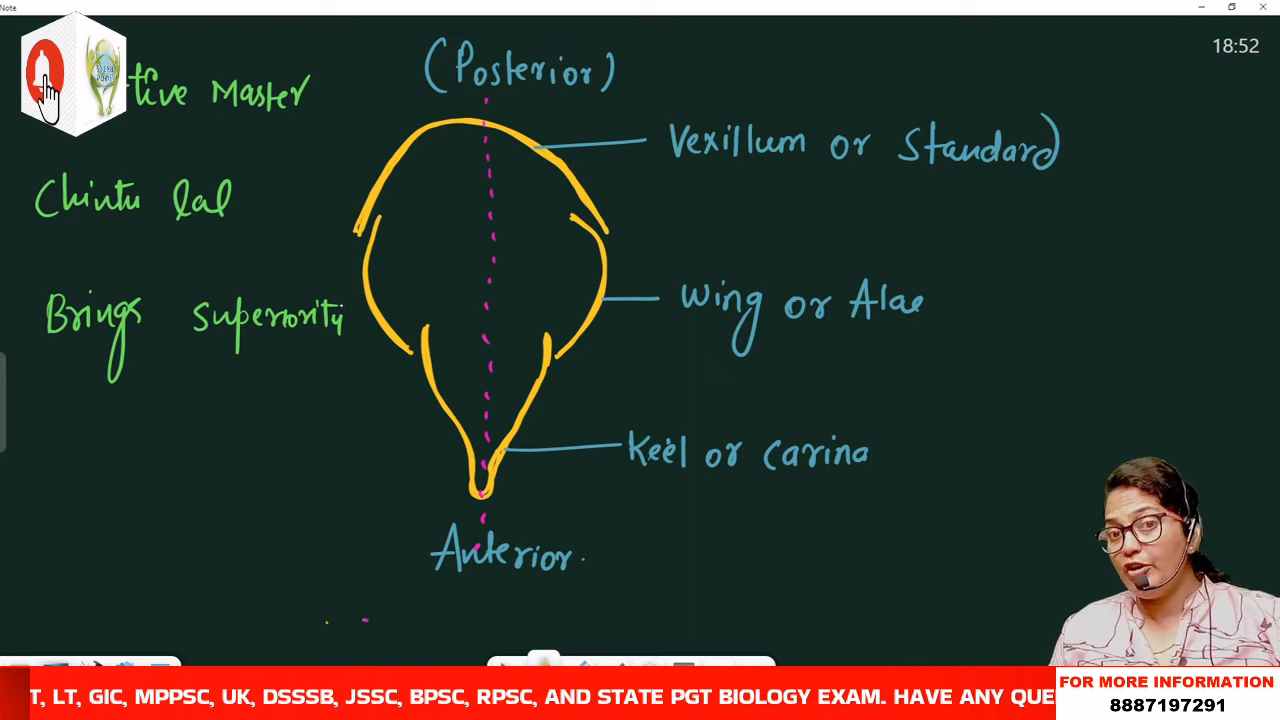 Note
18:52
(Posterior)
tive Master
Vexillum or Standard)
Chintu lal
Wing or Alae
Brings superiority
Keel or Carina
Anterior
T, LT, GIC, MPPSC, UK, DSSSB, JSSC, BPSC, RPSC, AND STATE PGT BIOLOGY EXAM. HAVE ANY QUE
FOR MORE INFORMATION
8887197291